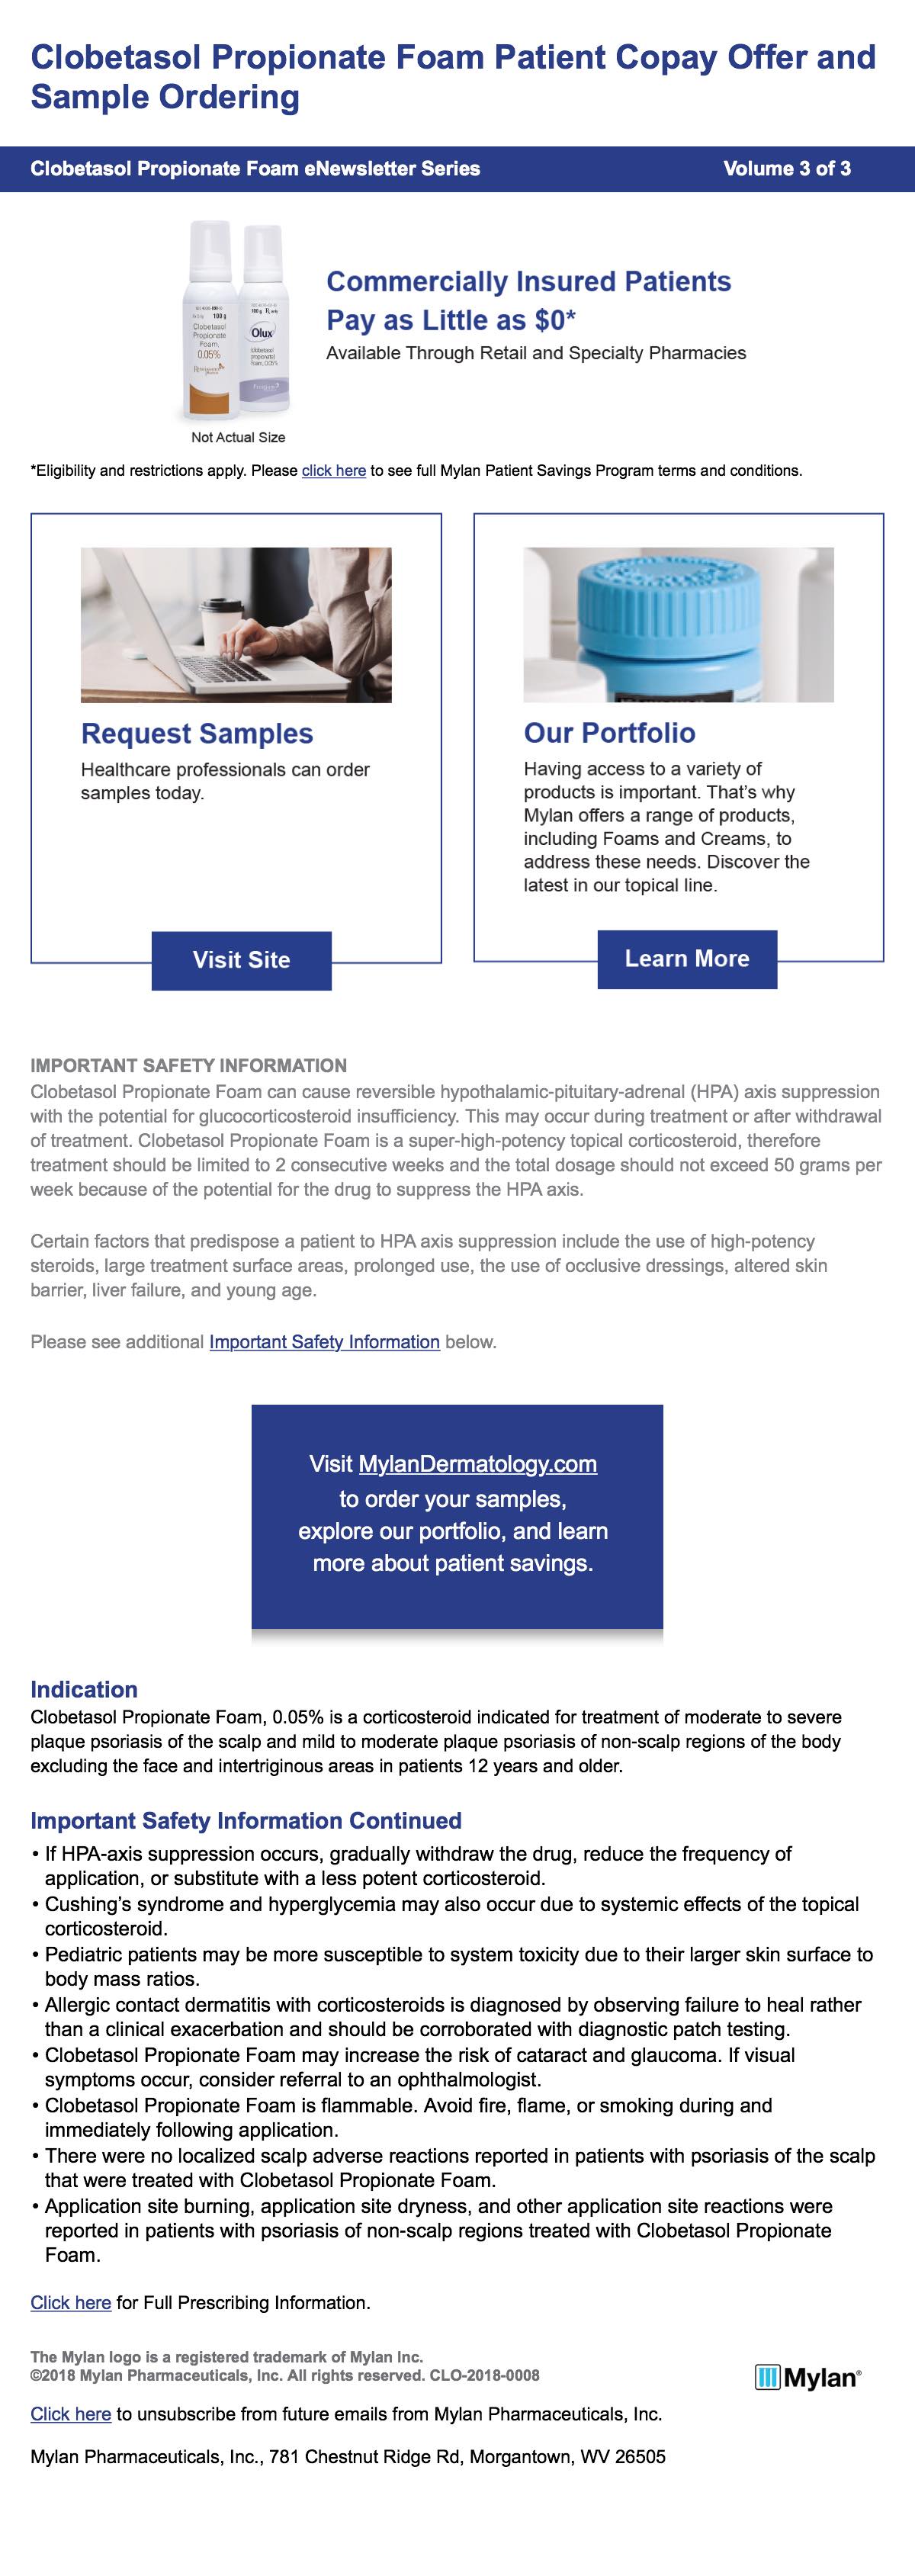 Clobetasol Propionate Foam Patient Copay Offer and
Sample Ordering
Clobetasol Propionate Foam eNewsletter Series
Volume 3 of 3
100 g
Clobetasol
Propionate
Foam,
0.05%
100 g Rx only
Olux
(clobetasol
propionate)
foam, 0.05%
Not Actual Size
Commercially Insured Patients
Pay as Little as $0*
Available Through Retail and Specialty Pharmacies
*Eligibility and restrictions apply. Please click here to see full Mylan Patient Savings Program terms and conditions.
Request Samples
Healthcare professionals can order
samples today.
Visit Site
Our Portfolio
Having access to a variety of
products is important. That's why
Mylan offers a range of products,
including Foams and Creams, to
address these needs. Discover the
latest in our topical line.
Learn More
IMPORTANT SAFETY INFORMATION
Clobetasol Propionate Foam can cause reversible hypothalamic-pituitary-adrenal (HPA) axis suppression
with the potential for glucocorticosteroid insufficiency. This may occur during treatment or after withdrawal
of treatment. Clobetasol Propionate Foam is a super-high-potency topical corticosteroid, therefore
treatment should be limited to 2 consecutive weeks and the total dosage should not exceed 50 grams per
week because of the potential for the drug to suppress the HPA axis.
Certain factors that predispose a patient to HPA axis suppression include the use of high-potency
steroids, large treatment surface areas, prolonged use, the use of occlusive dressings, altered skin
barrier, liver failure, and young age.
Please see additional Important Safety Information below.
Visit MylanDermatology.com
to order your samples,
explore our portfolio, and learn
more about patient savings.
Indication
Clobetasol Propionate Foam, 0.05% is a corticosteroid indicated for treatment of moderate to severe
plaque psoriasis of the scalp and mild to moderate plaque psoriasis of non-scalp regions of the body
excluding the face and intertriginous areas in patients 12 years and older.
Important Safety Information Continued
• If HPA-axis suppression occurs, gradually withdraw the drug, reduce the frequency of
application, or substitute with a less potent corticosteroid.
• Cushing's syndrome and hyperglycemia may also occur due to systemic effects of the topical
corticosteroid.
• Pediatric patients may be more susceptible to system toxicity due to their larger skin surface to
body mass ratios.
• Allergic contact dermatitis with corticosteroids is diagnosed by observing failure to heal rather
than a clinical exacerbation and should be corroborated with diagnostic patch testing.
• Clobetasol Propionate Foam may increase the risk of cataract and glaucoma. If visual
symptoms occur, consider referral to an ophthalmologist.
• Clobetasol Propionate Foam is flammable. Avoid fire, flame, or smoking during and
immediately following application.
• There were no localized scalp adverse reactions reported in patients with psoriasis of the scalp
that were treated with Clobetasol Propionate Foam.
• Application site burning, application site dryness, and other application site reactions were
reported in patients with psoriasis of non-scalp regions treated with Clobetasol Propionate
Foam.
Click here for Full Prescribing Information.
The Mylan logo is a registered trademark of Mylan Inc.
©2018 Mylan Pharmaceuticals, Inc. All rights reserved. CLO-2018-0008
Mylan®
Click here to unsubscribe from future emails from Mylan Pharmaceuticals, Inc.
Mylan Pharmaceuticals, Inc., 781 Chestnut Ridge Rd, Morgantown, WV 26505